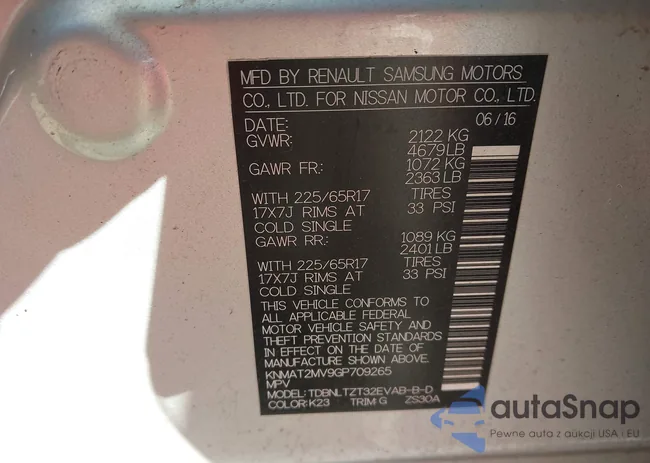 MFD BY RENAULT SAMSUNG MOTORS
CO., LTD. FOR NISSAN MOTOR CO., LTD.
DATE: 06/16
GVWR: 2122 KG
4679LB
GAWR FR: 1072 KG
2363 LB
WITH 225/65R17 TIRES
17X7J RIMS AT 33 PSI
COLD SINGLE
GAWR RR: 1089 KG
2401LB
WITH 225/65R17 TIRES
17X7J RIMS AT 33 PSI
COLD SINGLE
THIS VEHICLE CONFORMS TO
ALL APPLICABLE FEDERAL
MOTOR VEHICLE SAFETY AND
THEFT PREVENTION STANDARD
IN EFFECT ON THE DATE OF
MANUFACTURE SHOWN ABOVE.
KNMAT2MV9GP709265
MPV
MODEL: TDBNLTZT32EVAB-B-D
COLOR: K23 TRIM: G ZS30A
autaSnap
Pewne auta z aukcji USA i EU